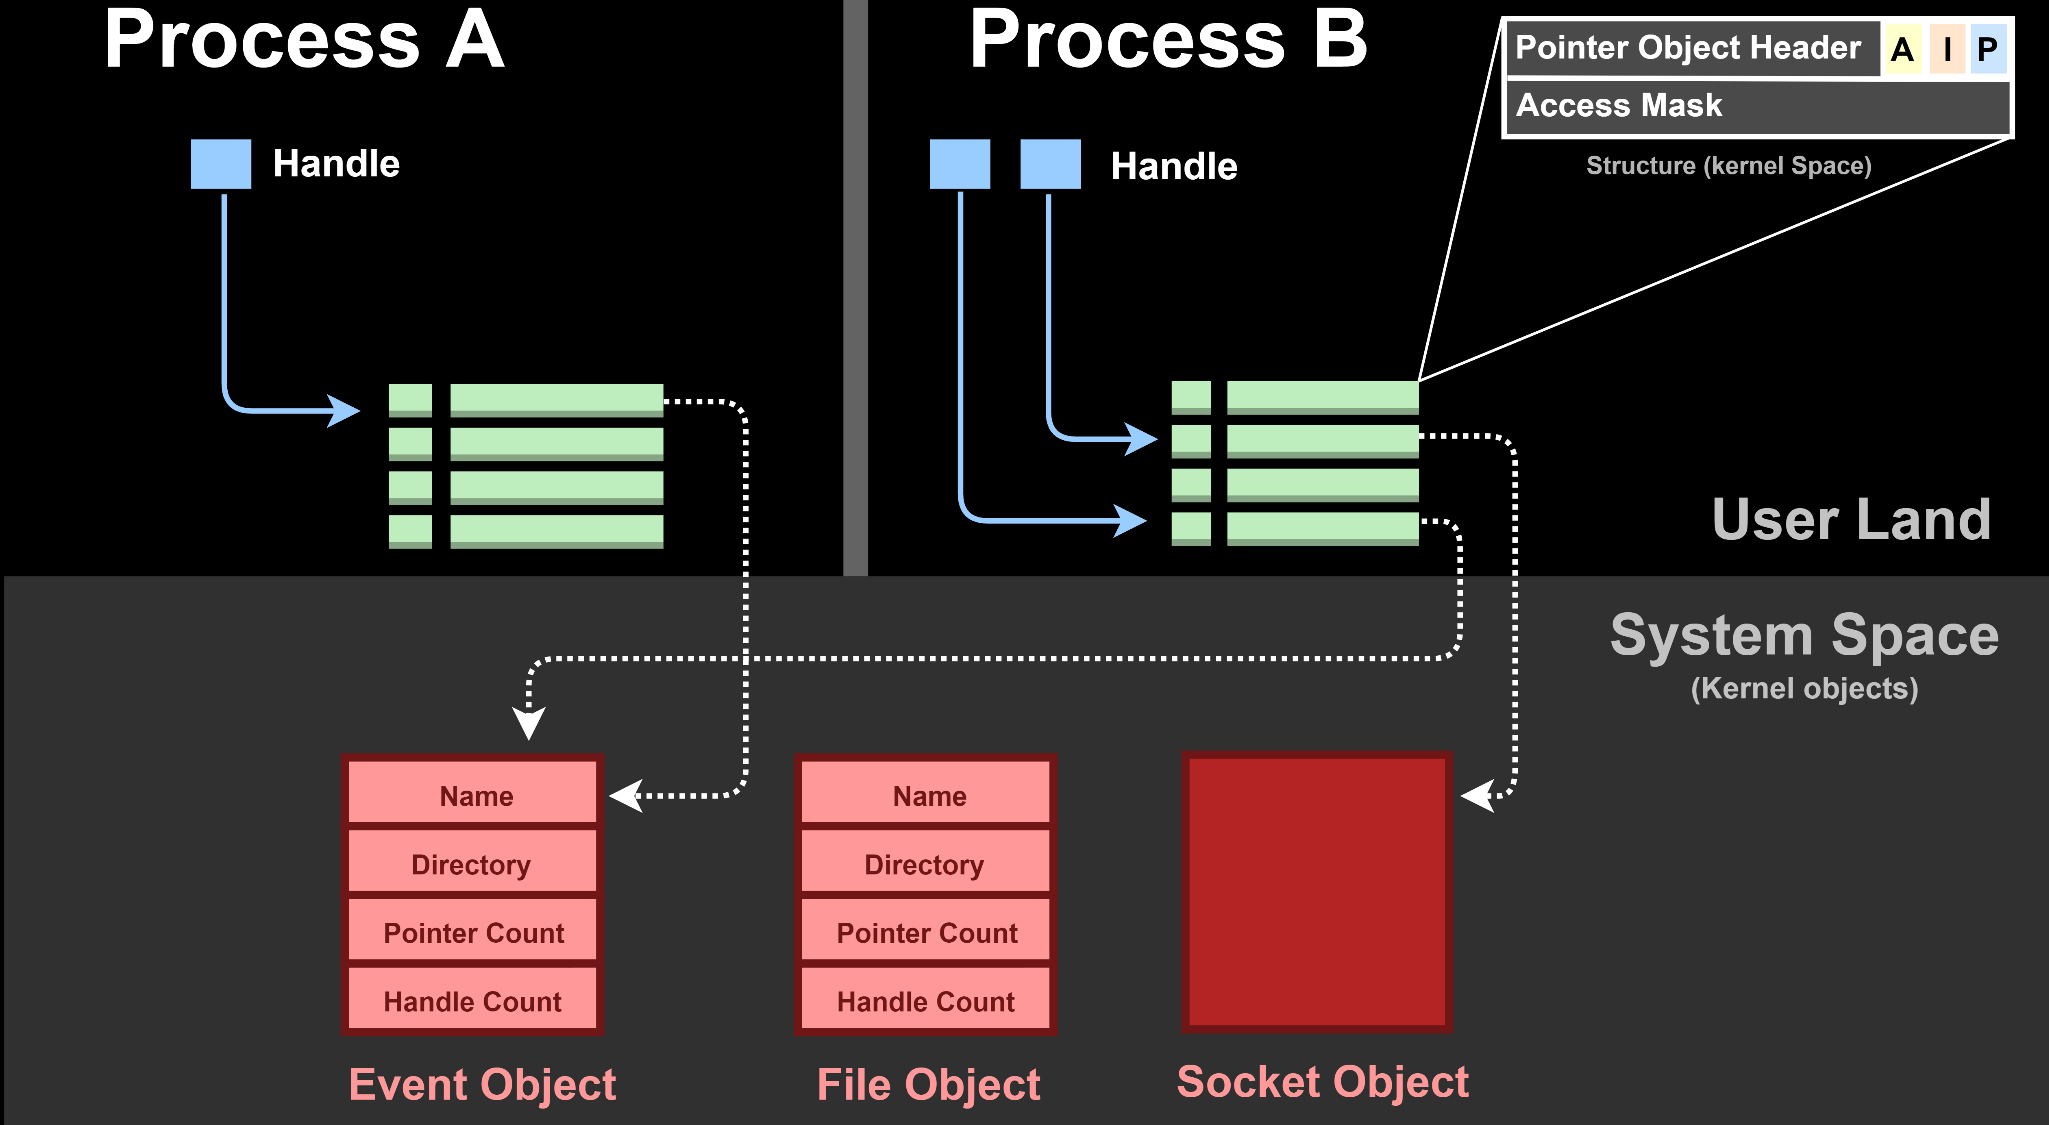 Process A
Process B
Pointer Object Header A I P
Access Mask
Structure (kernel Space)
Handle
Handle
User Land
System Space
(Kernel objects)
Name
Directory
Pointer Count
Handle Count
Event Object
Name
Directory
Pointer Count
Handle Count
File Object
Socket Object